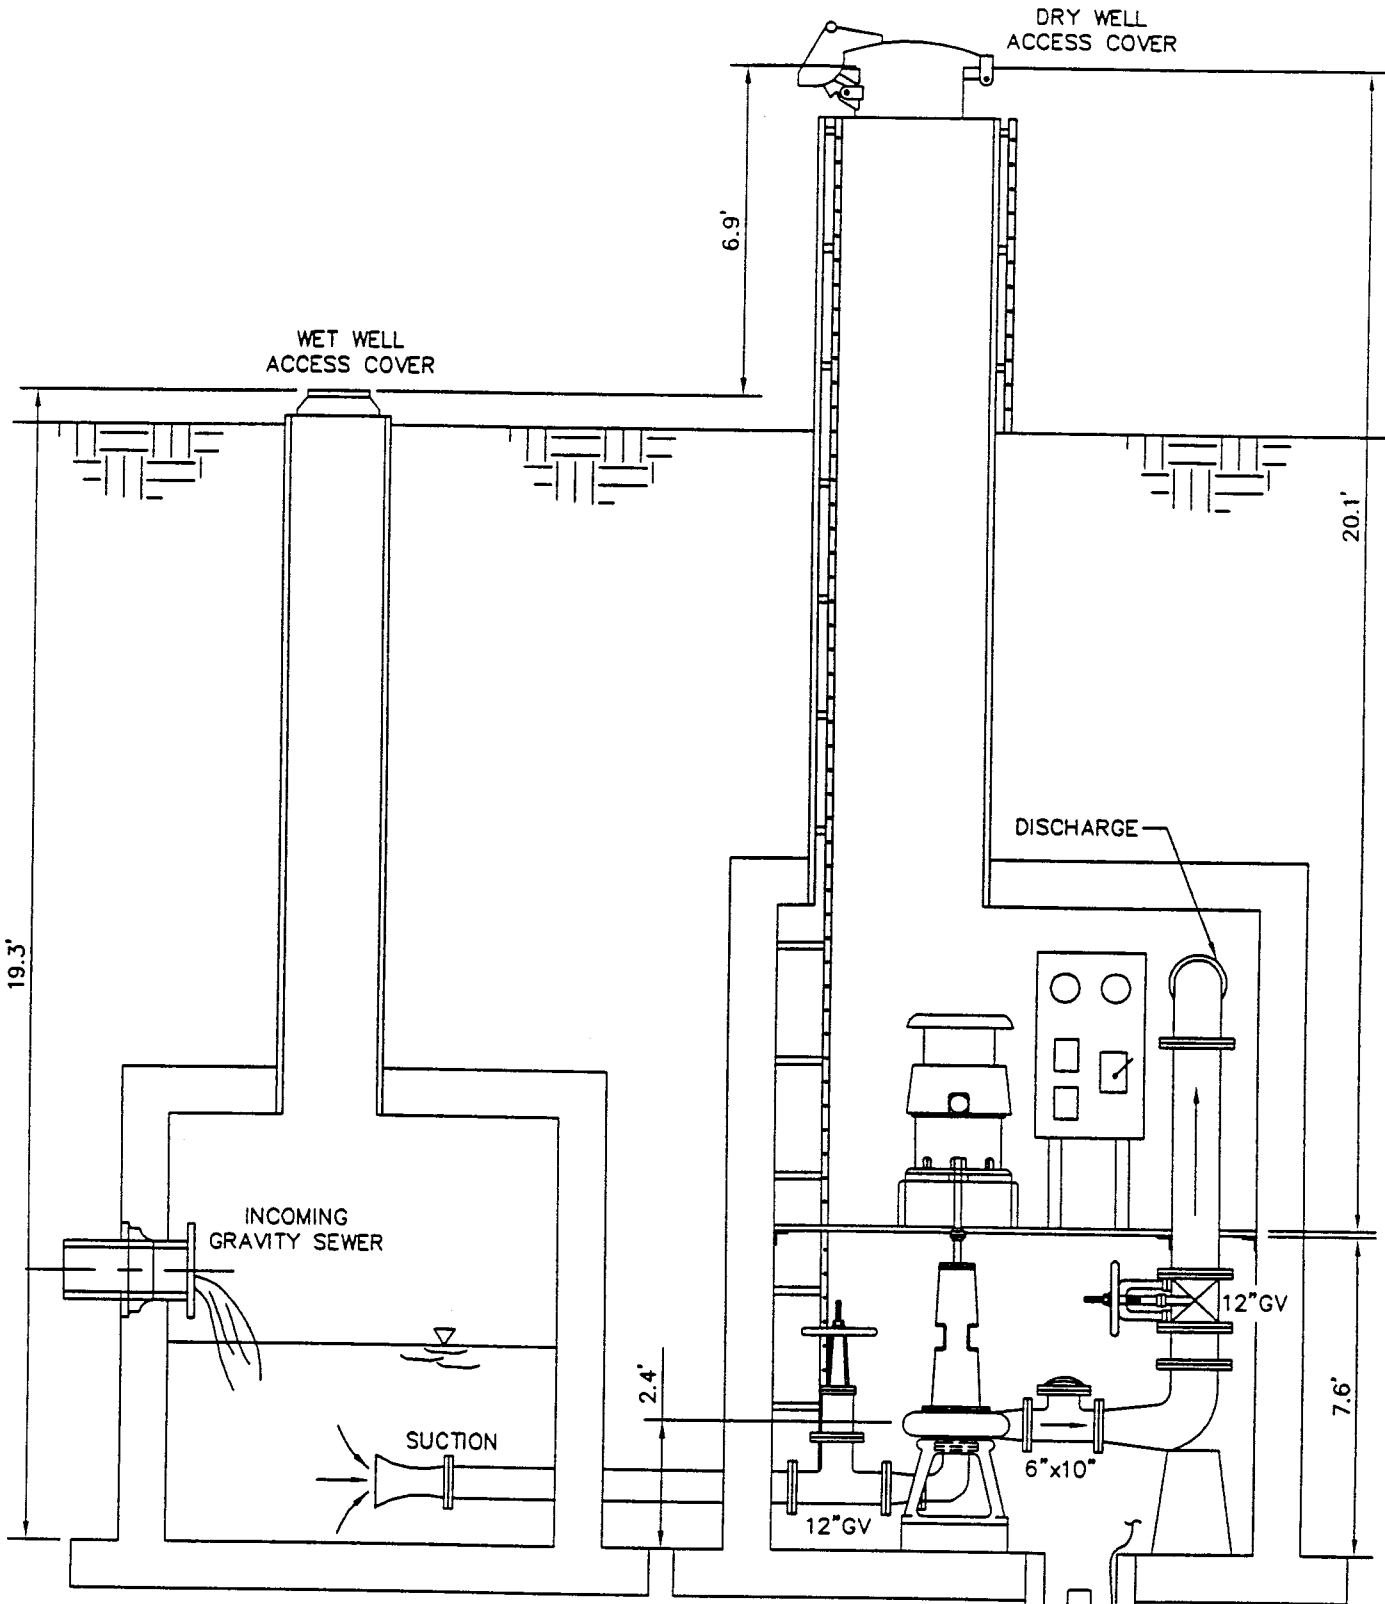 DRY WELL
ACCESS COVER
6.9'
WET WELL
ACCESS COVER
20.1'
DISCHARGE
19.3'
INCOMING
GRAVITY SEWER
12"GV
2.4'
7.6'
SUCTION
6"x10"
12"GV